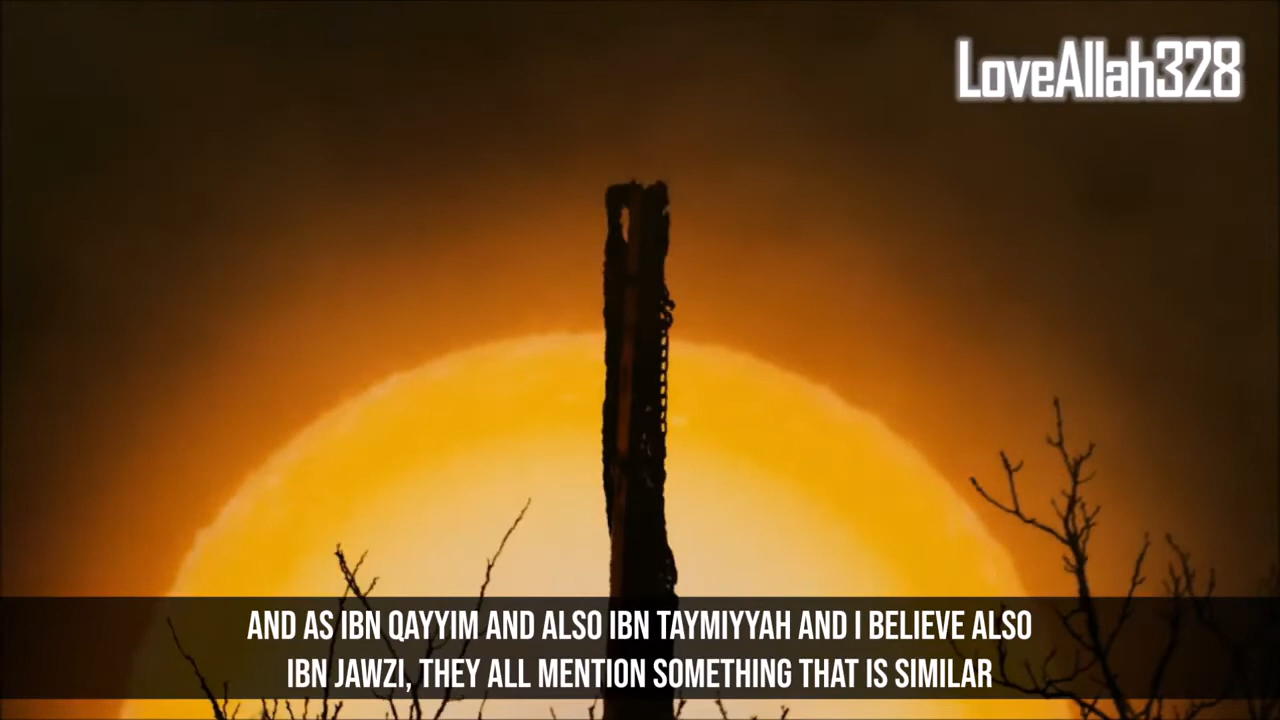 LoveAllah328
AND AS IBN QAYYIM AND ALSO IBN TAYMIYYAH AND I BELIEVE ALSO
IBN JAWZI, THEY ALL MENTION SOMETHING THAT IS SIMILAR